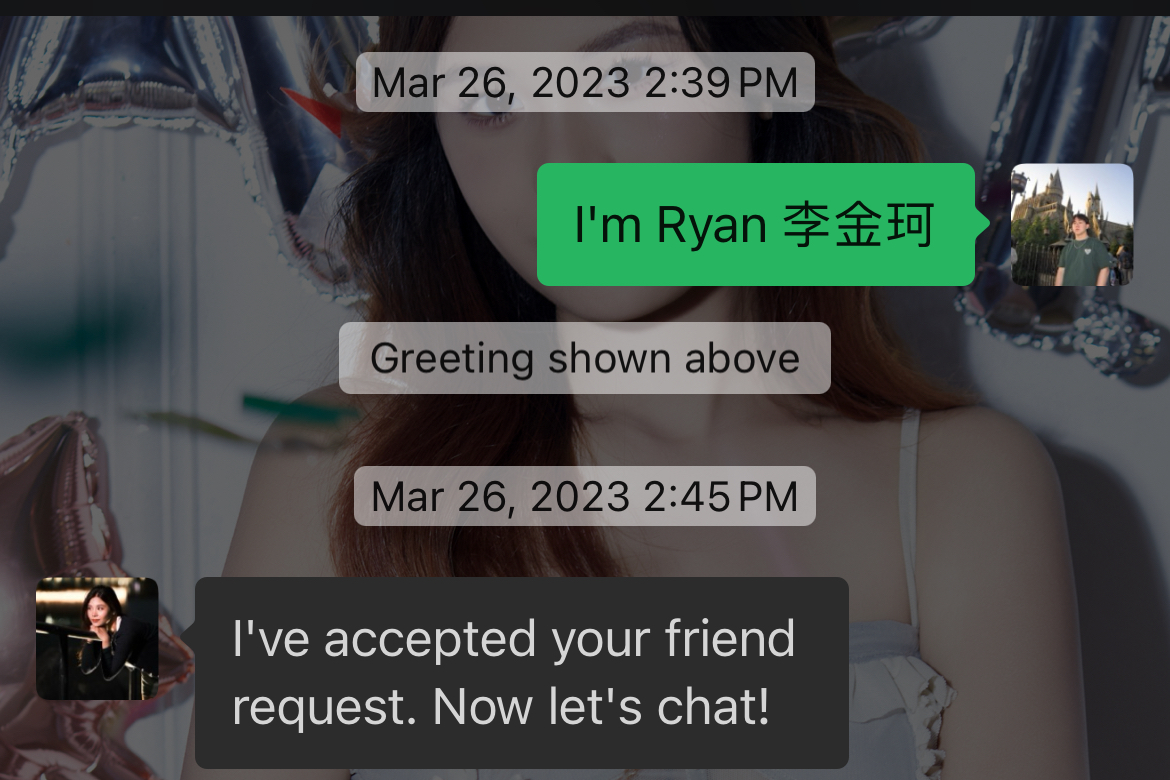 Mar 26, 2023 2:39 PM
I'm Ryan 李金珂
Greeting shown above
Mar 26, 2023 2:45 PM
I've accepted your friend
request. Now let's chat!